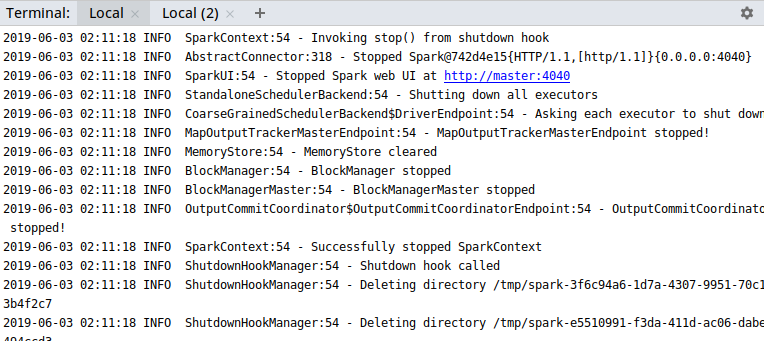 Terminal: Local × Local (2) × +
2019-06-03 02:11:18 INFO  SparkContext:54 - Invoking stop() from shutdown hook
2019-06-03 02:11:18 INFO  AbstractConnector:318 - Stopped Spark@742d4e15{HTTP/1.1,[http/1.1]}{0.0.0.0:4040}
2019-06-03 02:11:18 INFO  SparkUI:54 - Stopped Spark web UI at http://master:4040
2019-06-03 02:11:18 INFO  StandaloneSchedulerBackend:54 - Shutting down all executors
2019-06-03 02:11:18 INFO  CoarseGrainedSchedulerBackend$DriverEndpoint:54 - Asking each executor to shut down
2019-06-03 02:11:18 INFO  MapOutputTrackerMasterEndpoint:54 - MapOutputTrackerMasterEndpoint stopped!
2019-06-03 02:11:18 INFO  MemoryStore:54 - MemoryStore cleared
2019-06-03 02:11:18 INFO  BlockManager:54 - BlockManager stopped
2019-06-03 02:11:18 INFO  BlockManagerMaster:54 - BlockManagerMaster stopped
2019-06-03 02:11:18 INFO  OutputCommitCoordinator$OutputCommitCoordinatorEndpoint:54 - OutputCommitCoordinato
stopped!
2019-06-03 02:11:18 INFO  SparkContext:54 - Successfully stopped SparkContext
2019-06-03 02:11:18 INFO  ShutdownHookManager:54 - Shutdown hook called
2019-06-03 02:11:18 INFO  ShutdownHookManager:54 - Deleting directory /tmp/spark-3f6c94a6-1d7a-4307-9951-70c1
3b4f2c7
2019-06-03 02:11:18 INFO  ShutdownHookManager:54 - Deleting directory /tmp/spark-e5510991-f3da-411d-ac06-dabe